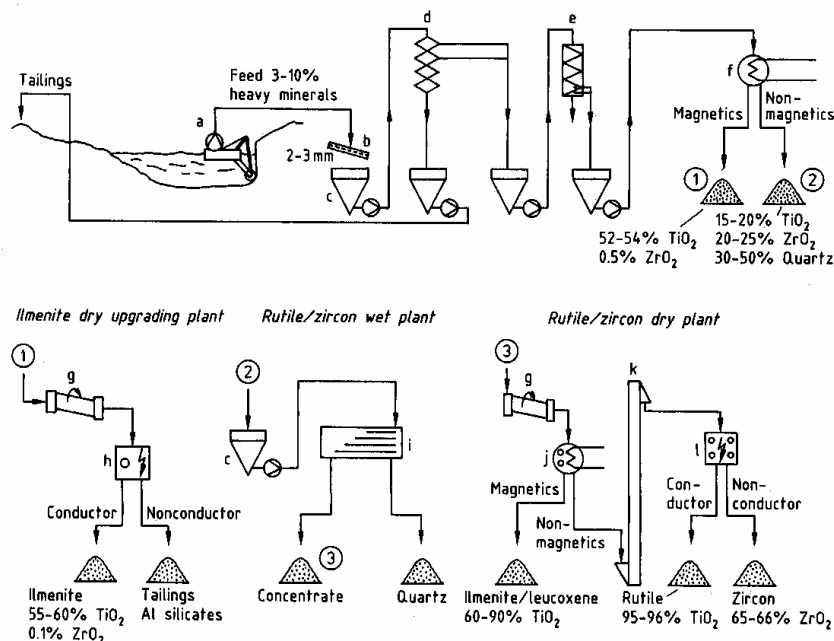 d
e
Tailings
Feed 3-10%
heavy minerals
a
b
2-3mm
c
f
Magnetics
Non-
magnetics
1
2
52-54% TiO₂
0.5% ZrO₂
15-20% TiO₂
20-25% ZrO₂
30-50% Quartz
Ilmenite dry upgrading plant
1
g
h
Conductor
Nonconductor
Ilmenite
55-60% TiO₂
0.1% ZrO₂
Tailings
Al silicates
Rutile/zircon wet plant
2
c
i
3
Concentrate
Quartz
Rutile/zircon dry plant
3
g
k
j
l
Magnetics
Non-
magnetics
Con-
ductor
Non-
conductor
Ilmenite/leucoxene
60-90% TiO₂
Rutile
95-96% TiO₂
Zircon
65-66% ZrO₂